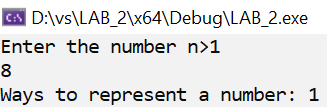 D:\vs\LAB_2\x64\Debug\LAB_2.exe
Enter the number n>1
8
Ways to represent a number: 1